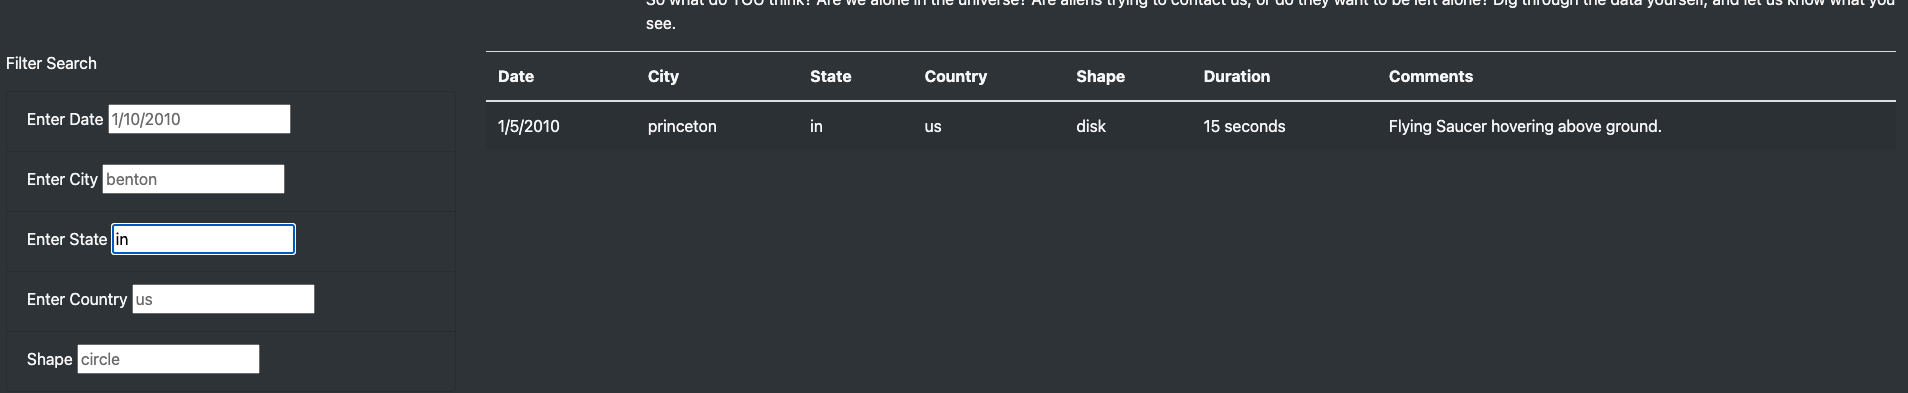 So what do YOU think? Are we alone in the universe? Are aliens trying to contact us, or do they want to be left alone? Dig through the data yourself, and let us know what you
see.
Filter Search
Enter Date 1/10/2010
Enter City benton
Enter State in
Enter Country us
Shape circle
Date City State Country Shape Duration Comments
1/5/2010 princeton in us disk 15 seconds Flying Saucer hovering above ground.